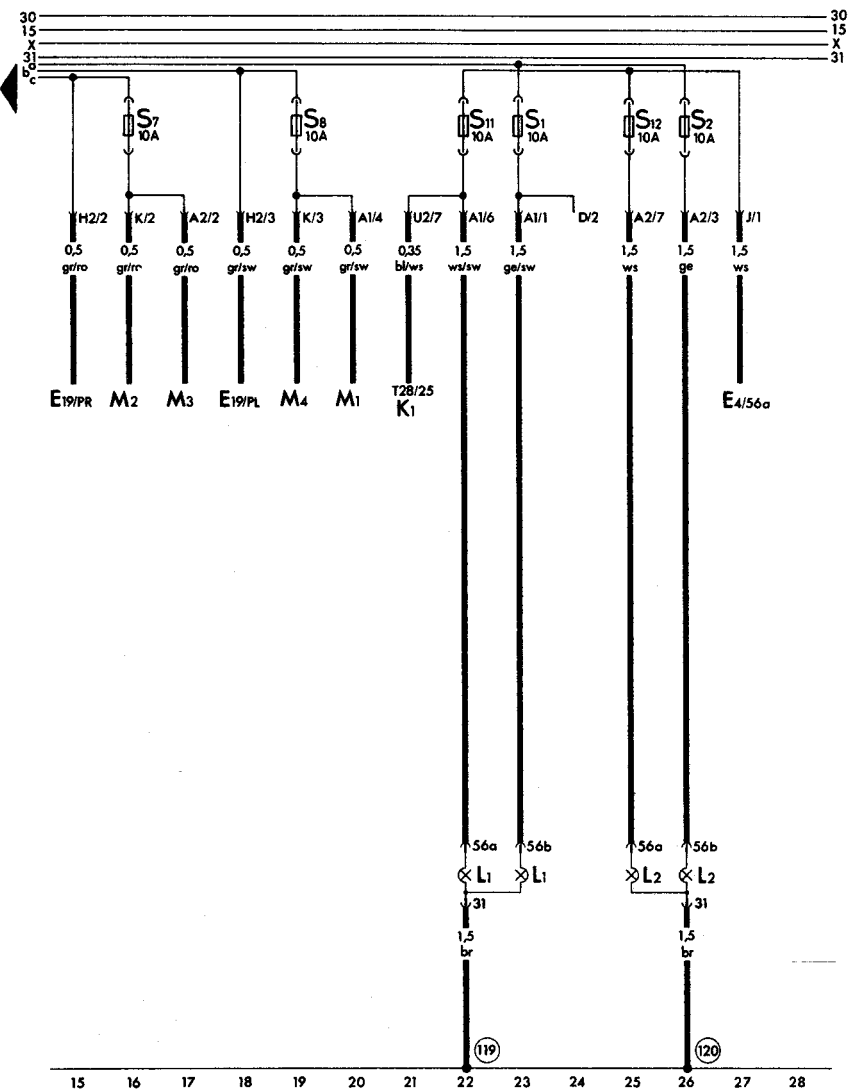 30 30
15 15
X X
31 31
a
b
c
S7 S8 S11 S1 S12 S2
10A 10A 10A 10A 10A 10A
H2/2 K/2 A2/2 H2/3 K/3 A1/4 U2/7 A1/6 A1/1 D/2 A2/7 A2/3 J/1
0,5 0,5 0,5 0,5 0,5 0,5 0,35 1,5 1,5 1,5 1,5 1,5
gr/ro gr/ro gr/ro gr/sw gr/sw gr/sw bl/ws ws/sw ge/sw ws ge ws
E19/PR M2 M3 E19/PL M4 M1 T28/25 E4/56a
K1
56a 56b 56a 56b
L1 L1 L2 L2
31 31
1,5 1,5
br br
119 120
15 16 17 18 19 20 21 22 23 24 25 26 27 28